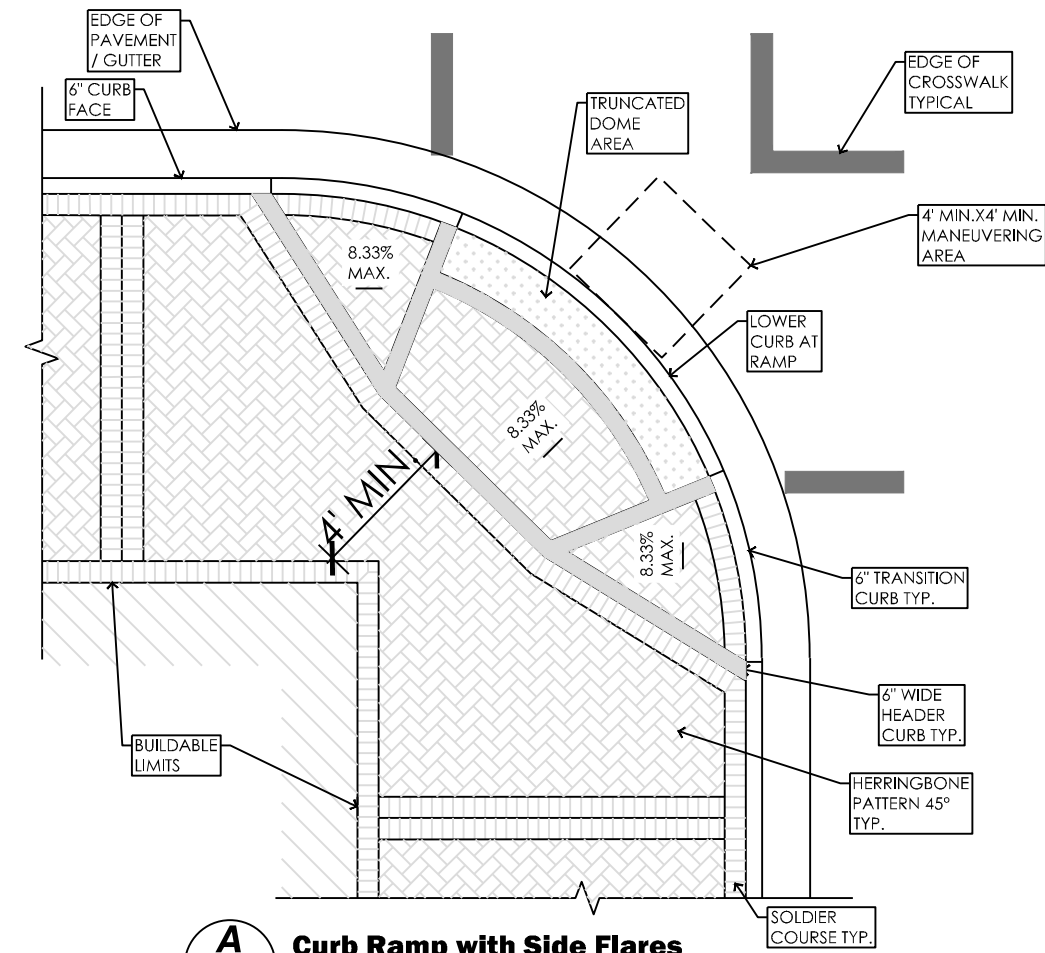 EDGE OF
PAVEMENT
/ GUTTER
6" CURB
FACE
TRUNCATED
DOME
AREA
EDGE OF
CROSSWALK
TYPICAL
4' MIN.X4' MIN.
MANEUVERING
AREA
8.33%
MAX.
LOWER
CURB AT
RAMP
8.33%
MAX.
4' MIN.
8.33%
MAX.
6" TRANSITION
CURB TYP.
6" WIDE
HEADER
CURB TYP.
BUILDABLE
LIMITS
HERRINGBONE
PATTERN 45°
TYP.
SOLDIER
COURSE TYP.
A
Curb Ramp with Side Flares